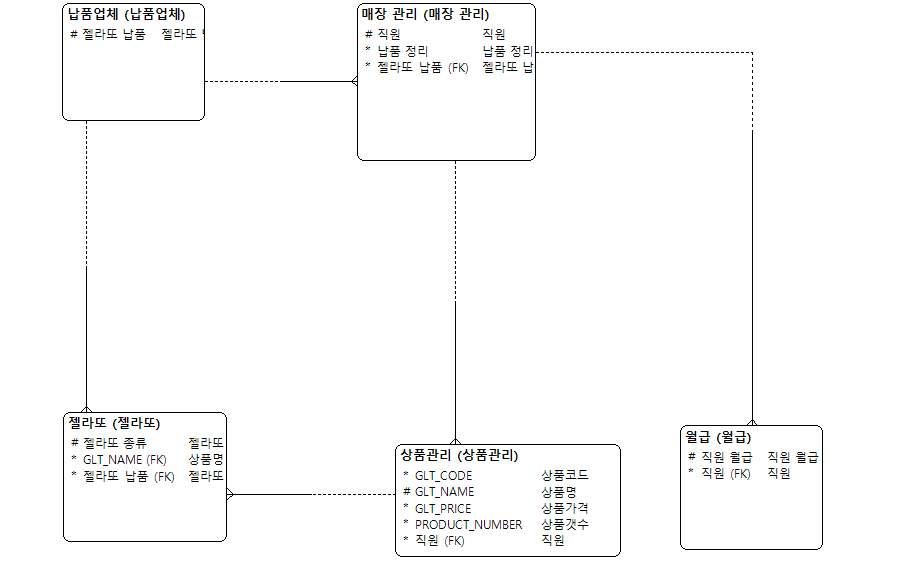 납품업체 (납품업체)
# 젤라또 납품 젤라또
매장 관리 (매장 관리)
# 직원 직원
* 납품 정리 납품 정리
* 젤라또 납품 (FK) 젤라또 납
젤라또 (젤라또)
# 젤라또 종류 젤라또
* GLT_NAME (FK) 상품명
* 젤라또 납품 (FK) 젤라또
상품관리 (상품관리)
* GLT_CODE 상품코드
# GLT_NAME 상품명
* GLT_PRICE 상품가격
* PRODUCT_NUMBER 상품갯수
* 직원 (FK) 직원
월급 (월급)
# 직원 월급 직원 월급
* 직원 (FK) 직원